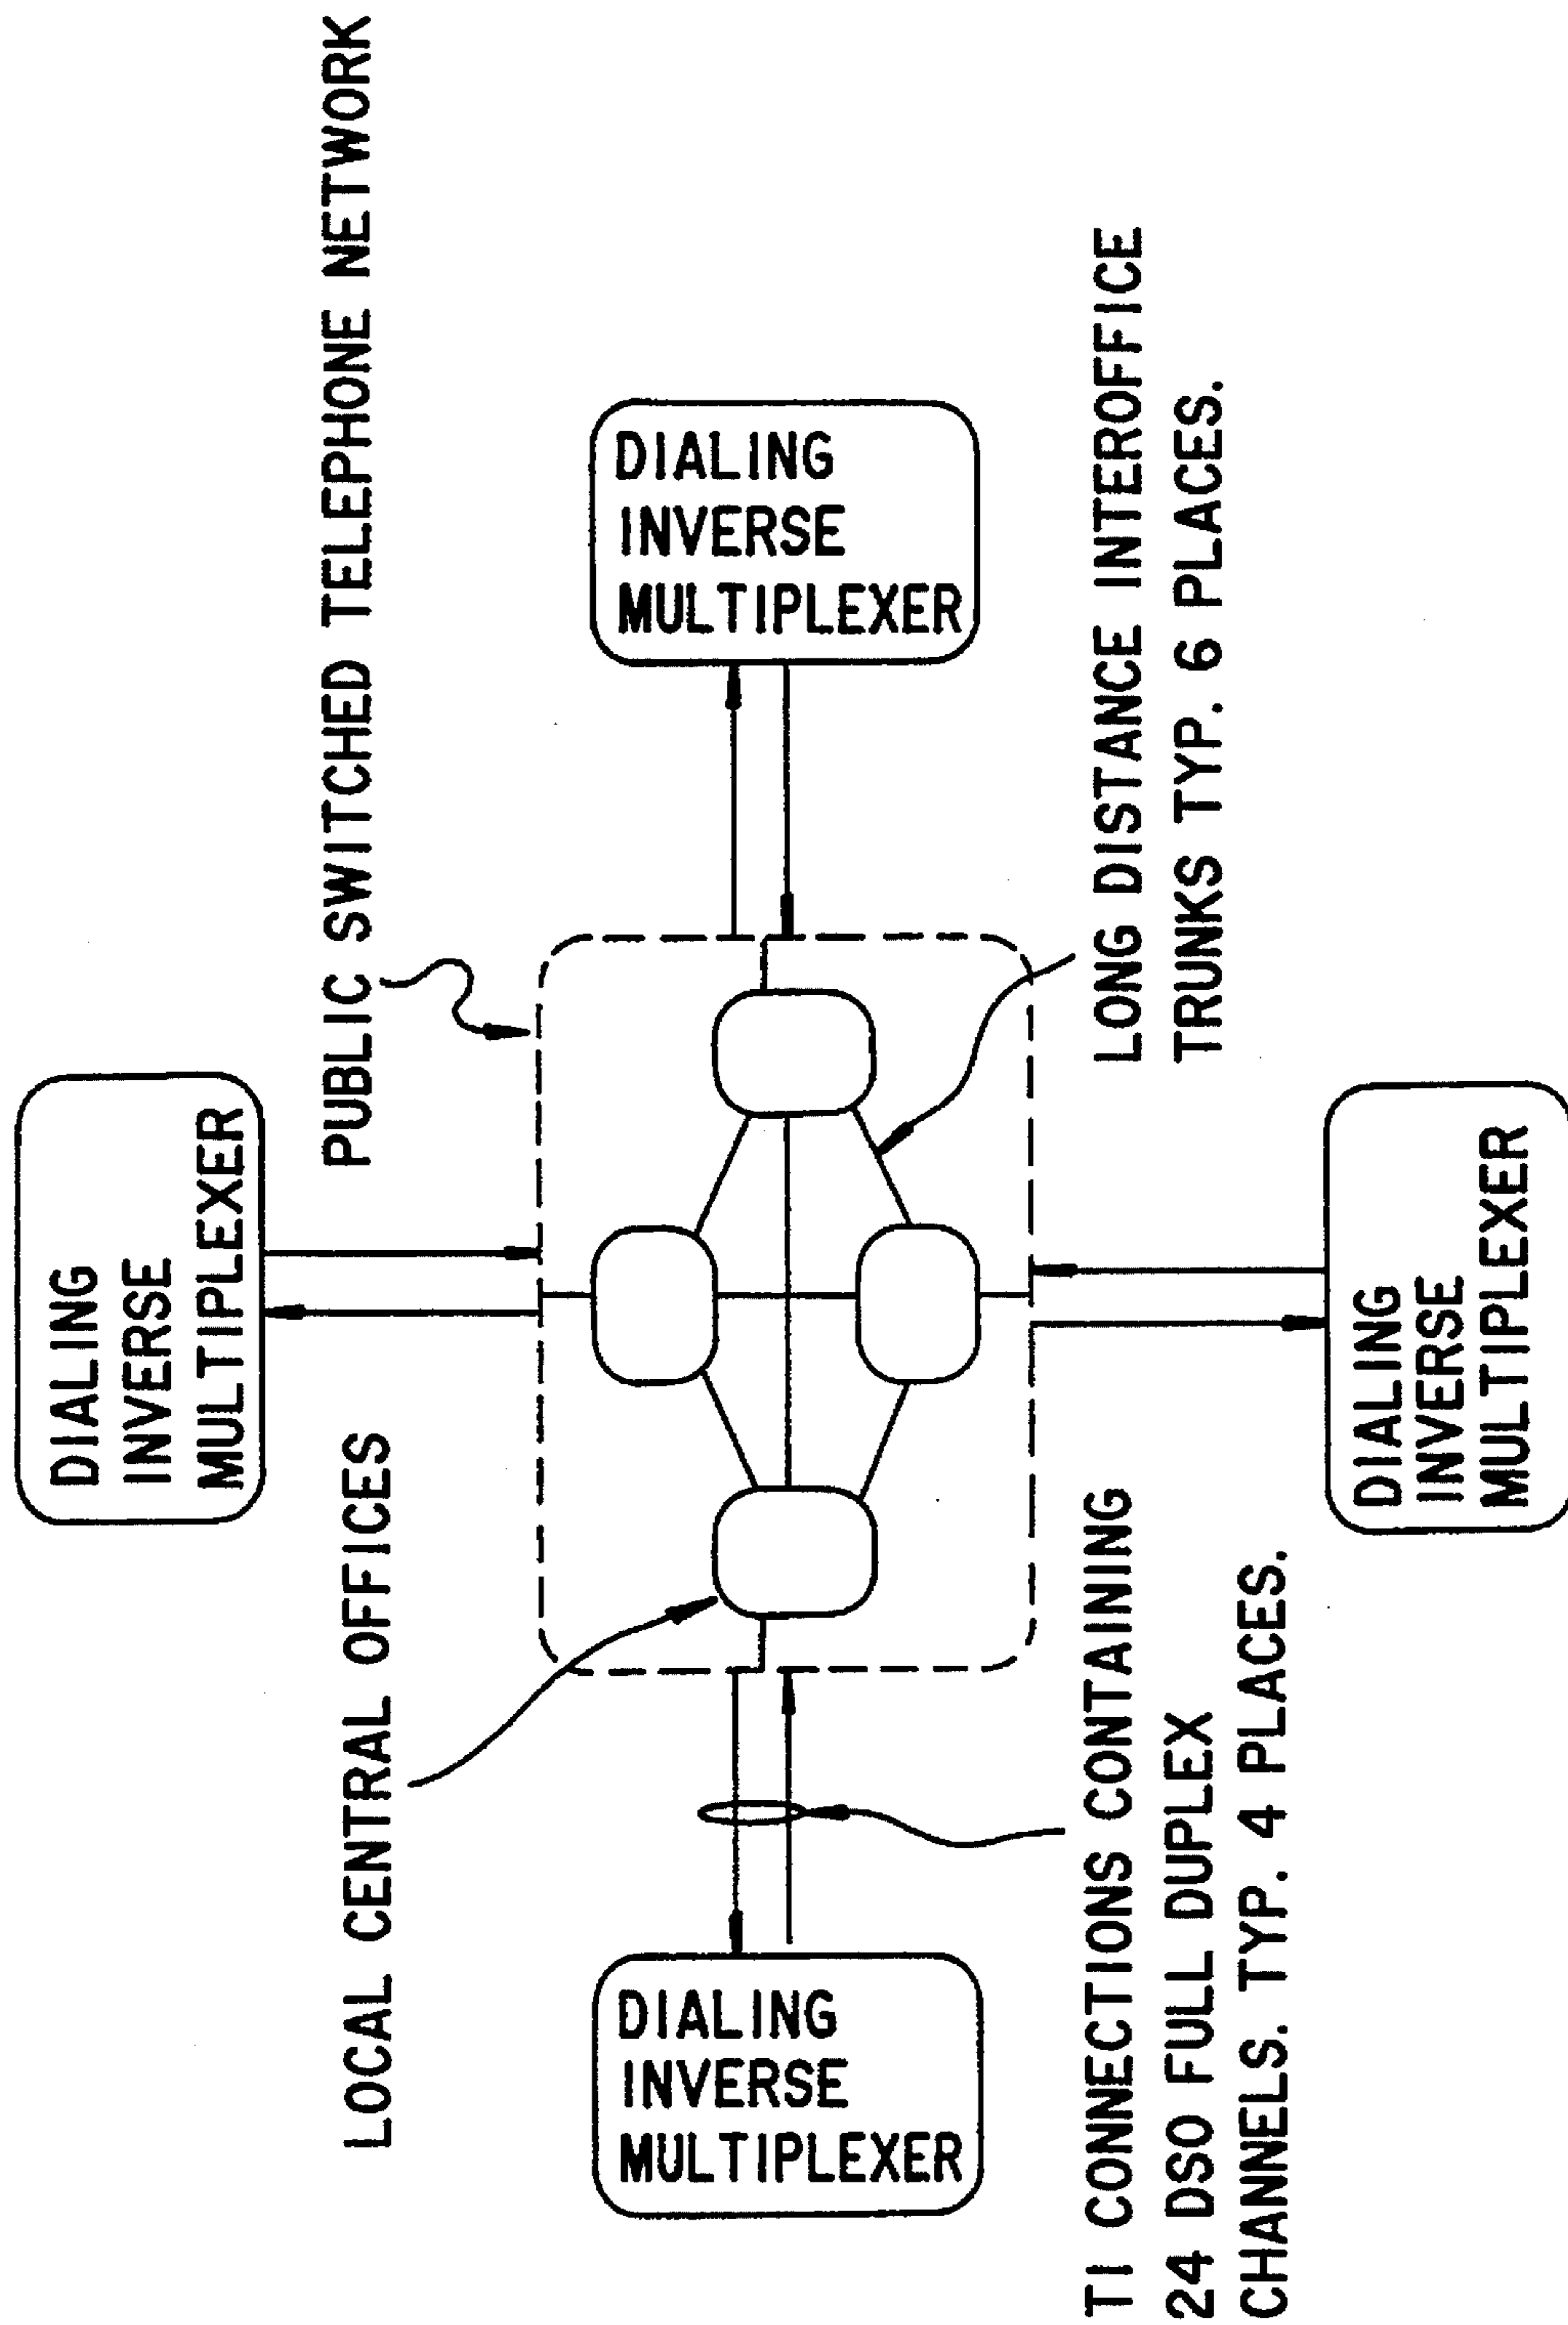 DIALING
INVERSE
MULTIPLEXER
PUBLIC SWITCHED TELEPHONE NETWORK
LOCAL CENTRAL OFFICES
DIALING
INVERSE
MULTIPLEXER
DIALING
INVERSE
MULTIPLEXER
LONG DISTANCE INTEROFFICE
TRUNKS TYP. 6 PLACES.
TI CONNECTIONS CONTAINING
24 DSO FULL DUPLEX
CHANNELS. TYP. 4 PLACES.
DIALING
INVERSE
MULTIPLEXER